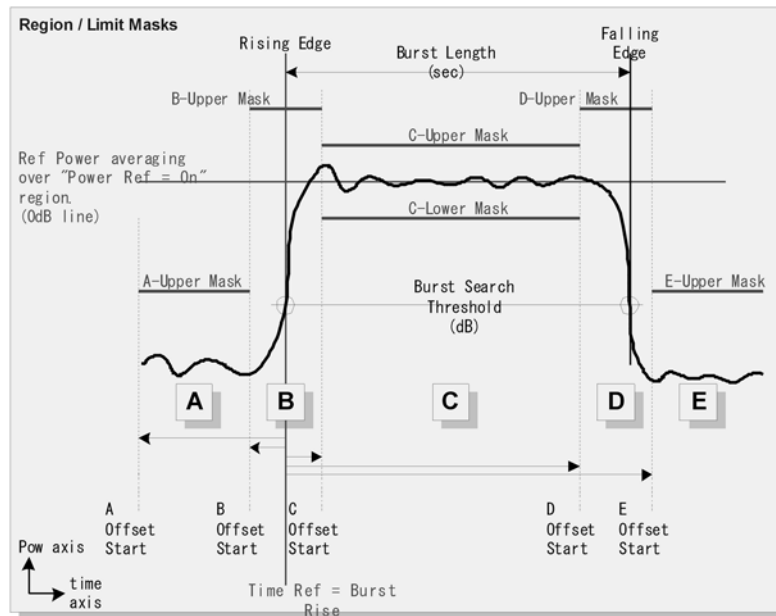 Region / Limit Masks
Rising Edge
Falling
Edge
Burst Length
(sec)
B-Upper Mask
D-Upper Mask
C-Upper Mask
Ref Power averaging
over "Power Ref = On"
region.
(0dB line)
C-Lower Mask
A-Upper Mask
Burst Search
Threshold
(dB)
E-Upper Mask
A
B
C
D
E
A
Offset
Start
B
Offset
Start
C
Offset
Start
D
Offset
Start
E
Offset
Start
Pow axis
time
axis
Time Ref = Burst
Rise